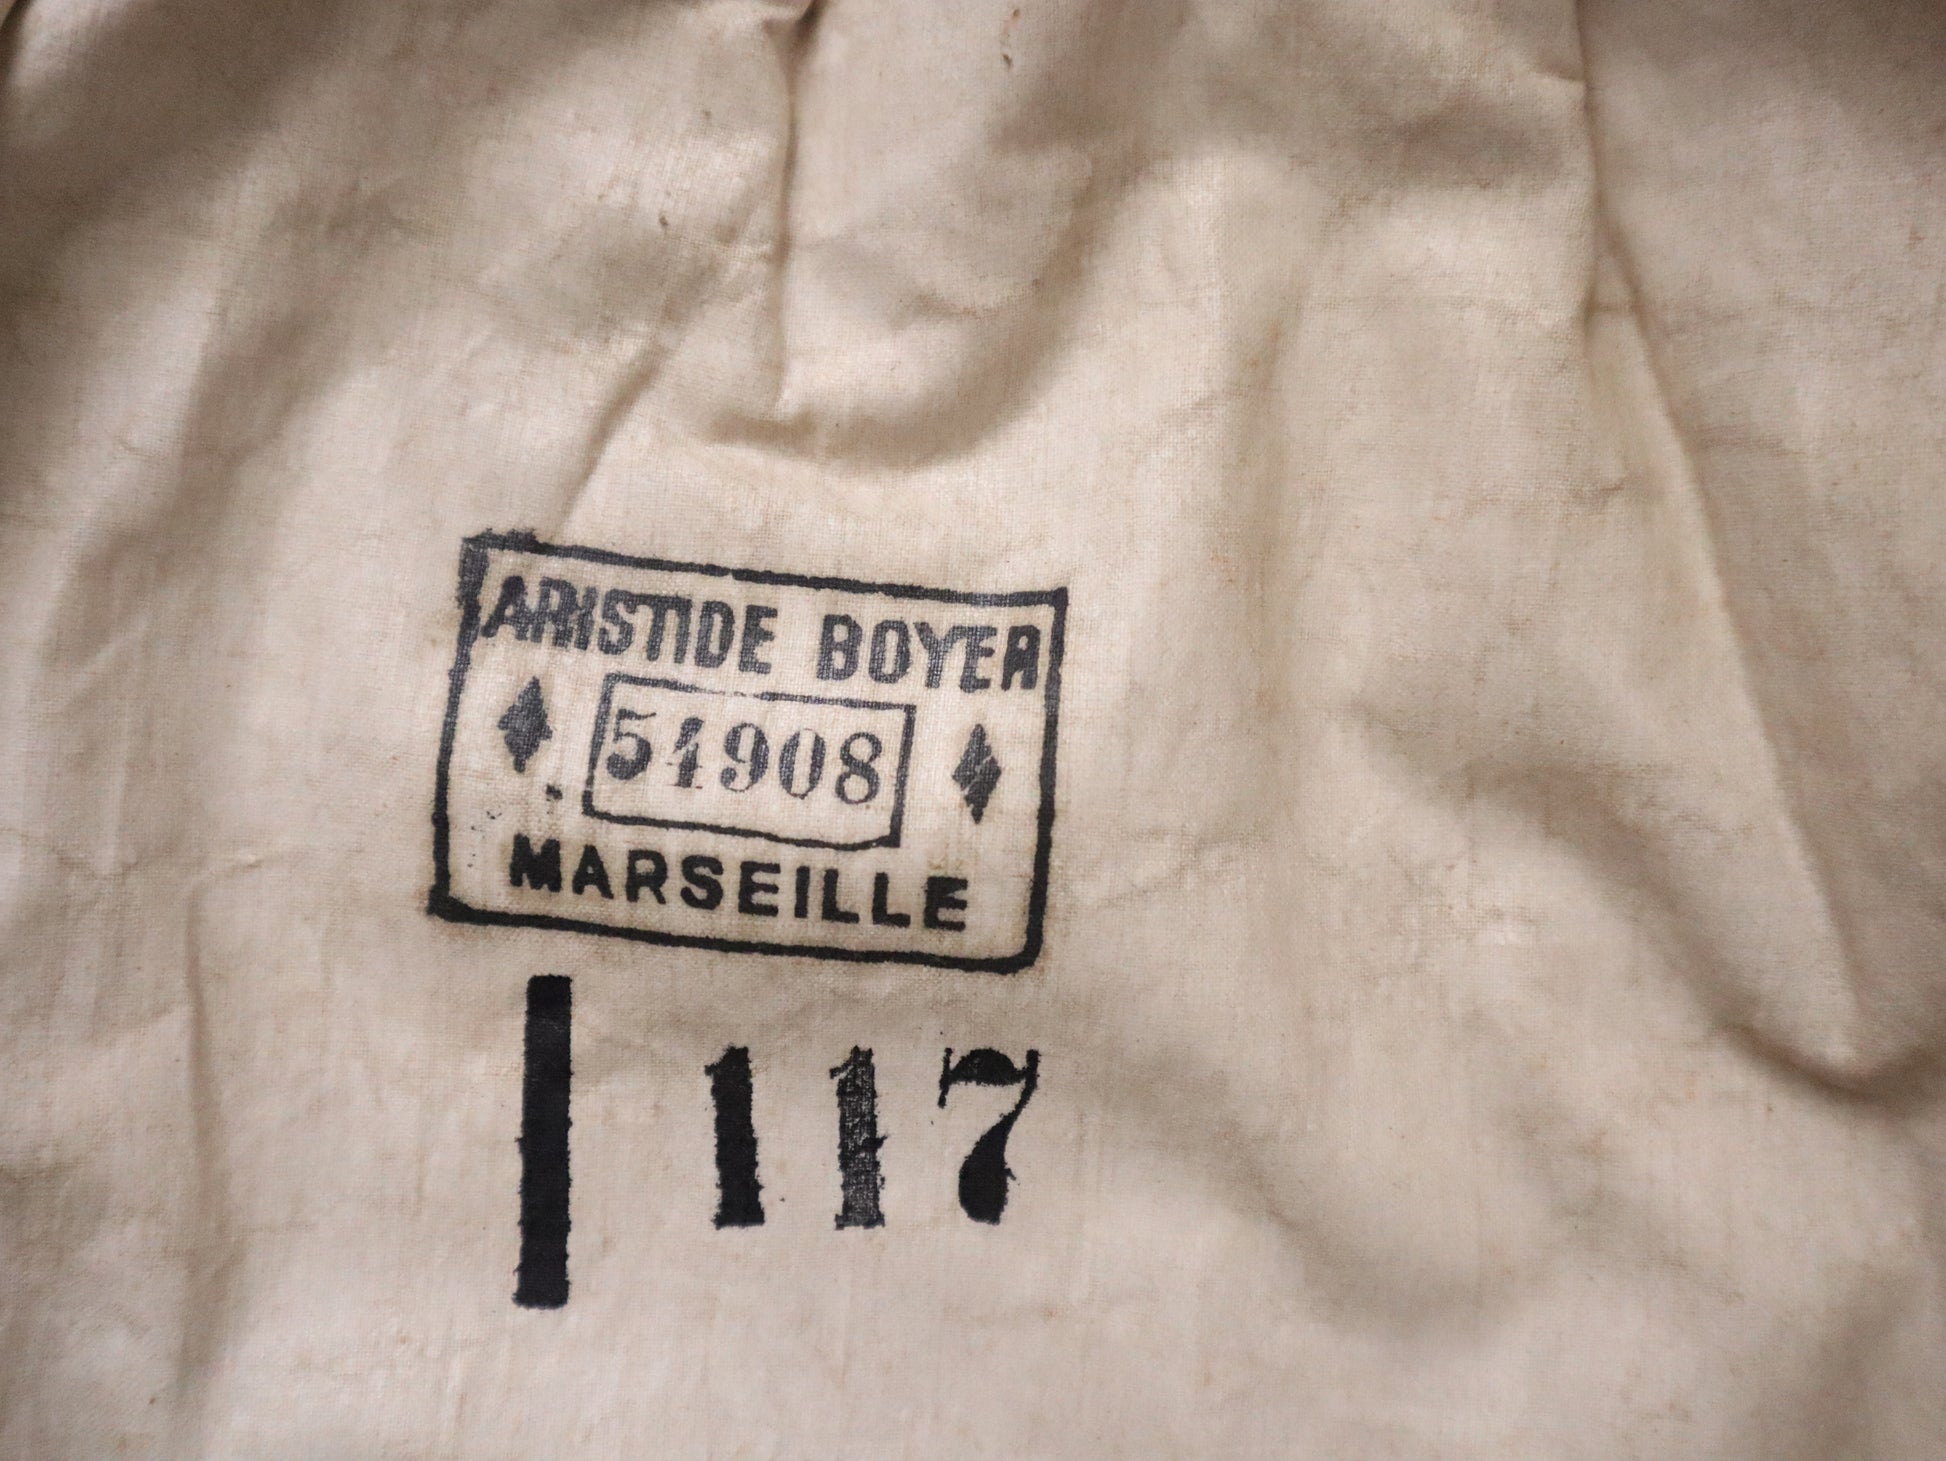 ARISTIDE BOYER
54908
MARSEILLE
117